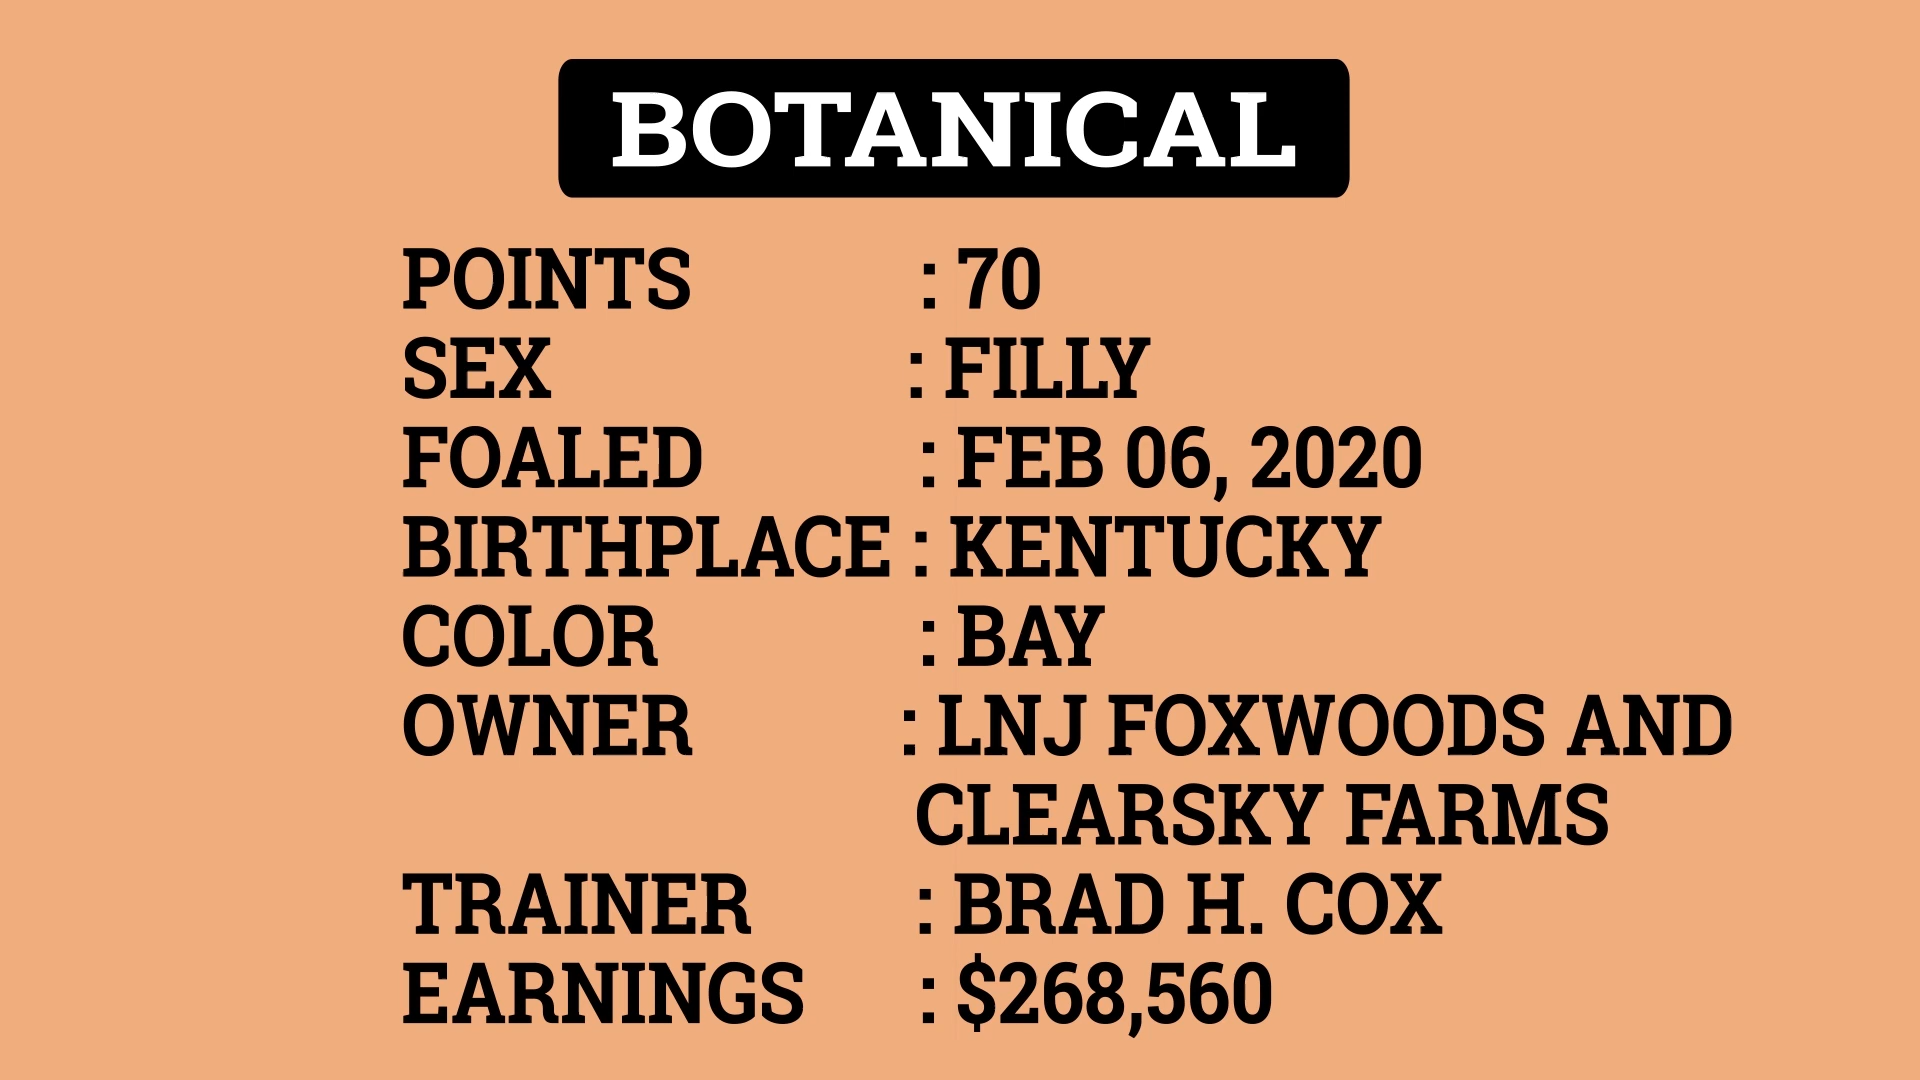 BOTANICAL
POINTS : 70
SEX : FILLY
FOALED : FEB 06, 2020
BIRTHPLACE : KENTUCKY
COLOR : BAY
OWNER : LNJ FOXWOODS AND
CLEARSKY FARMS
TRAINER : BRAD H. COX
EARNINGS : $268,560